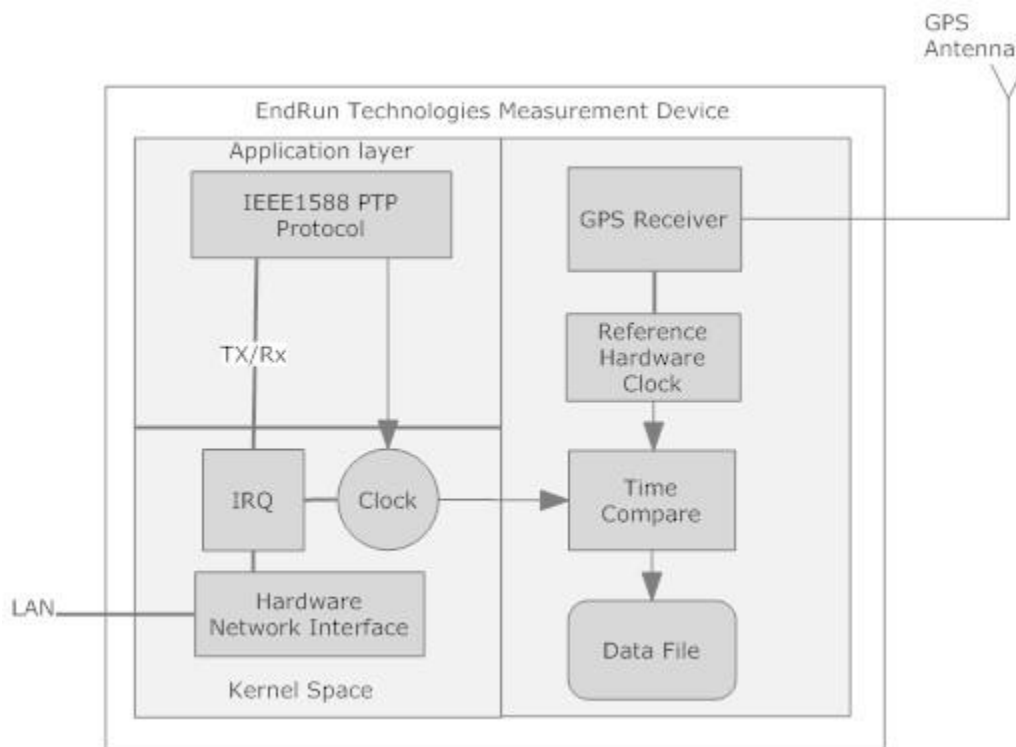 GPS
Antenna
EndRun Technologies Measurement Device
Application layer
IEEE1588 PTP
Protocol
GPS Receiver
TX/Rx
Reference
Hardware
Clock
IRQ
Clock
Time
Compare
LAN
Hardware
Network Interface
Data File
Kernel Space